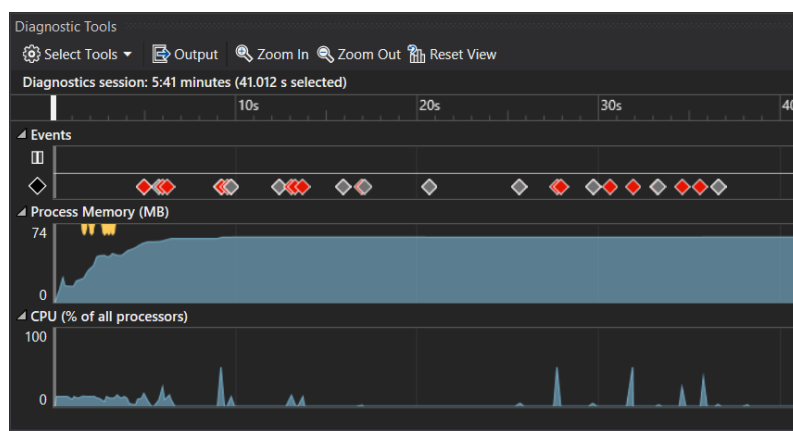 Diagnostic Tools
Select Tools Output Zoom In Zoom Out Reset View
Diagnostics session: 5:41 minutes (41.012 s selected)
10s 20s 30s 40
Events
Process Memory (MB)
74
0
CPU (% of all processors)
100
0